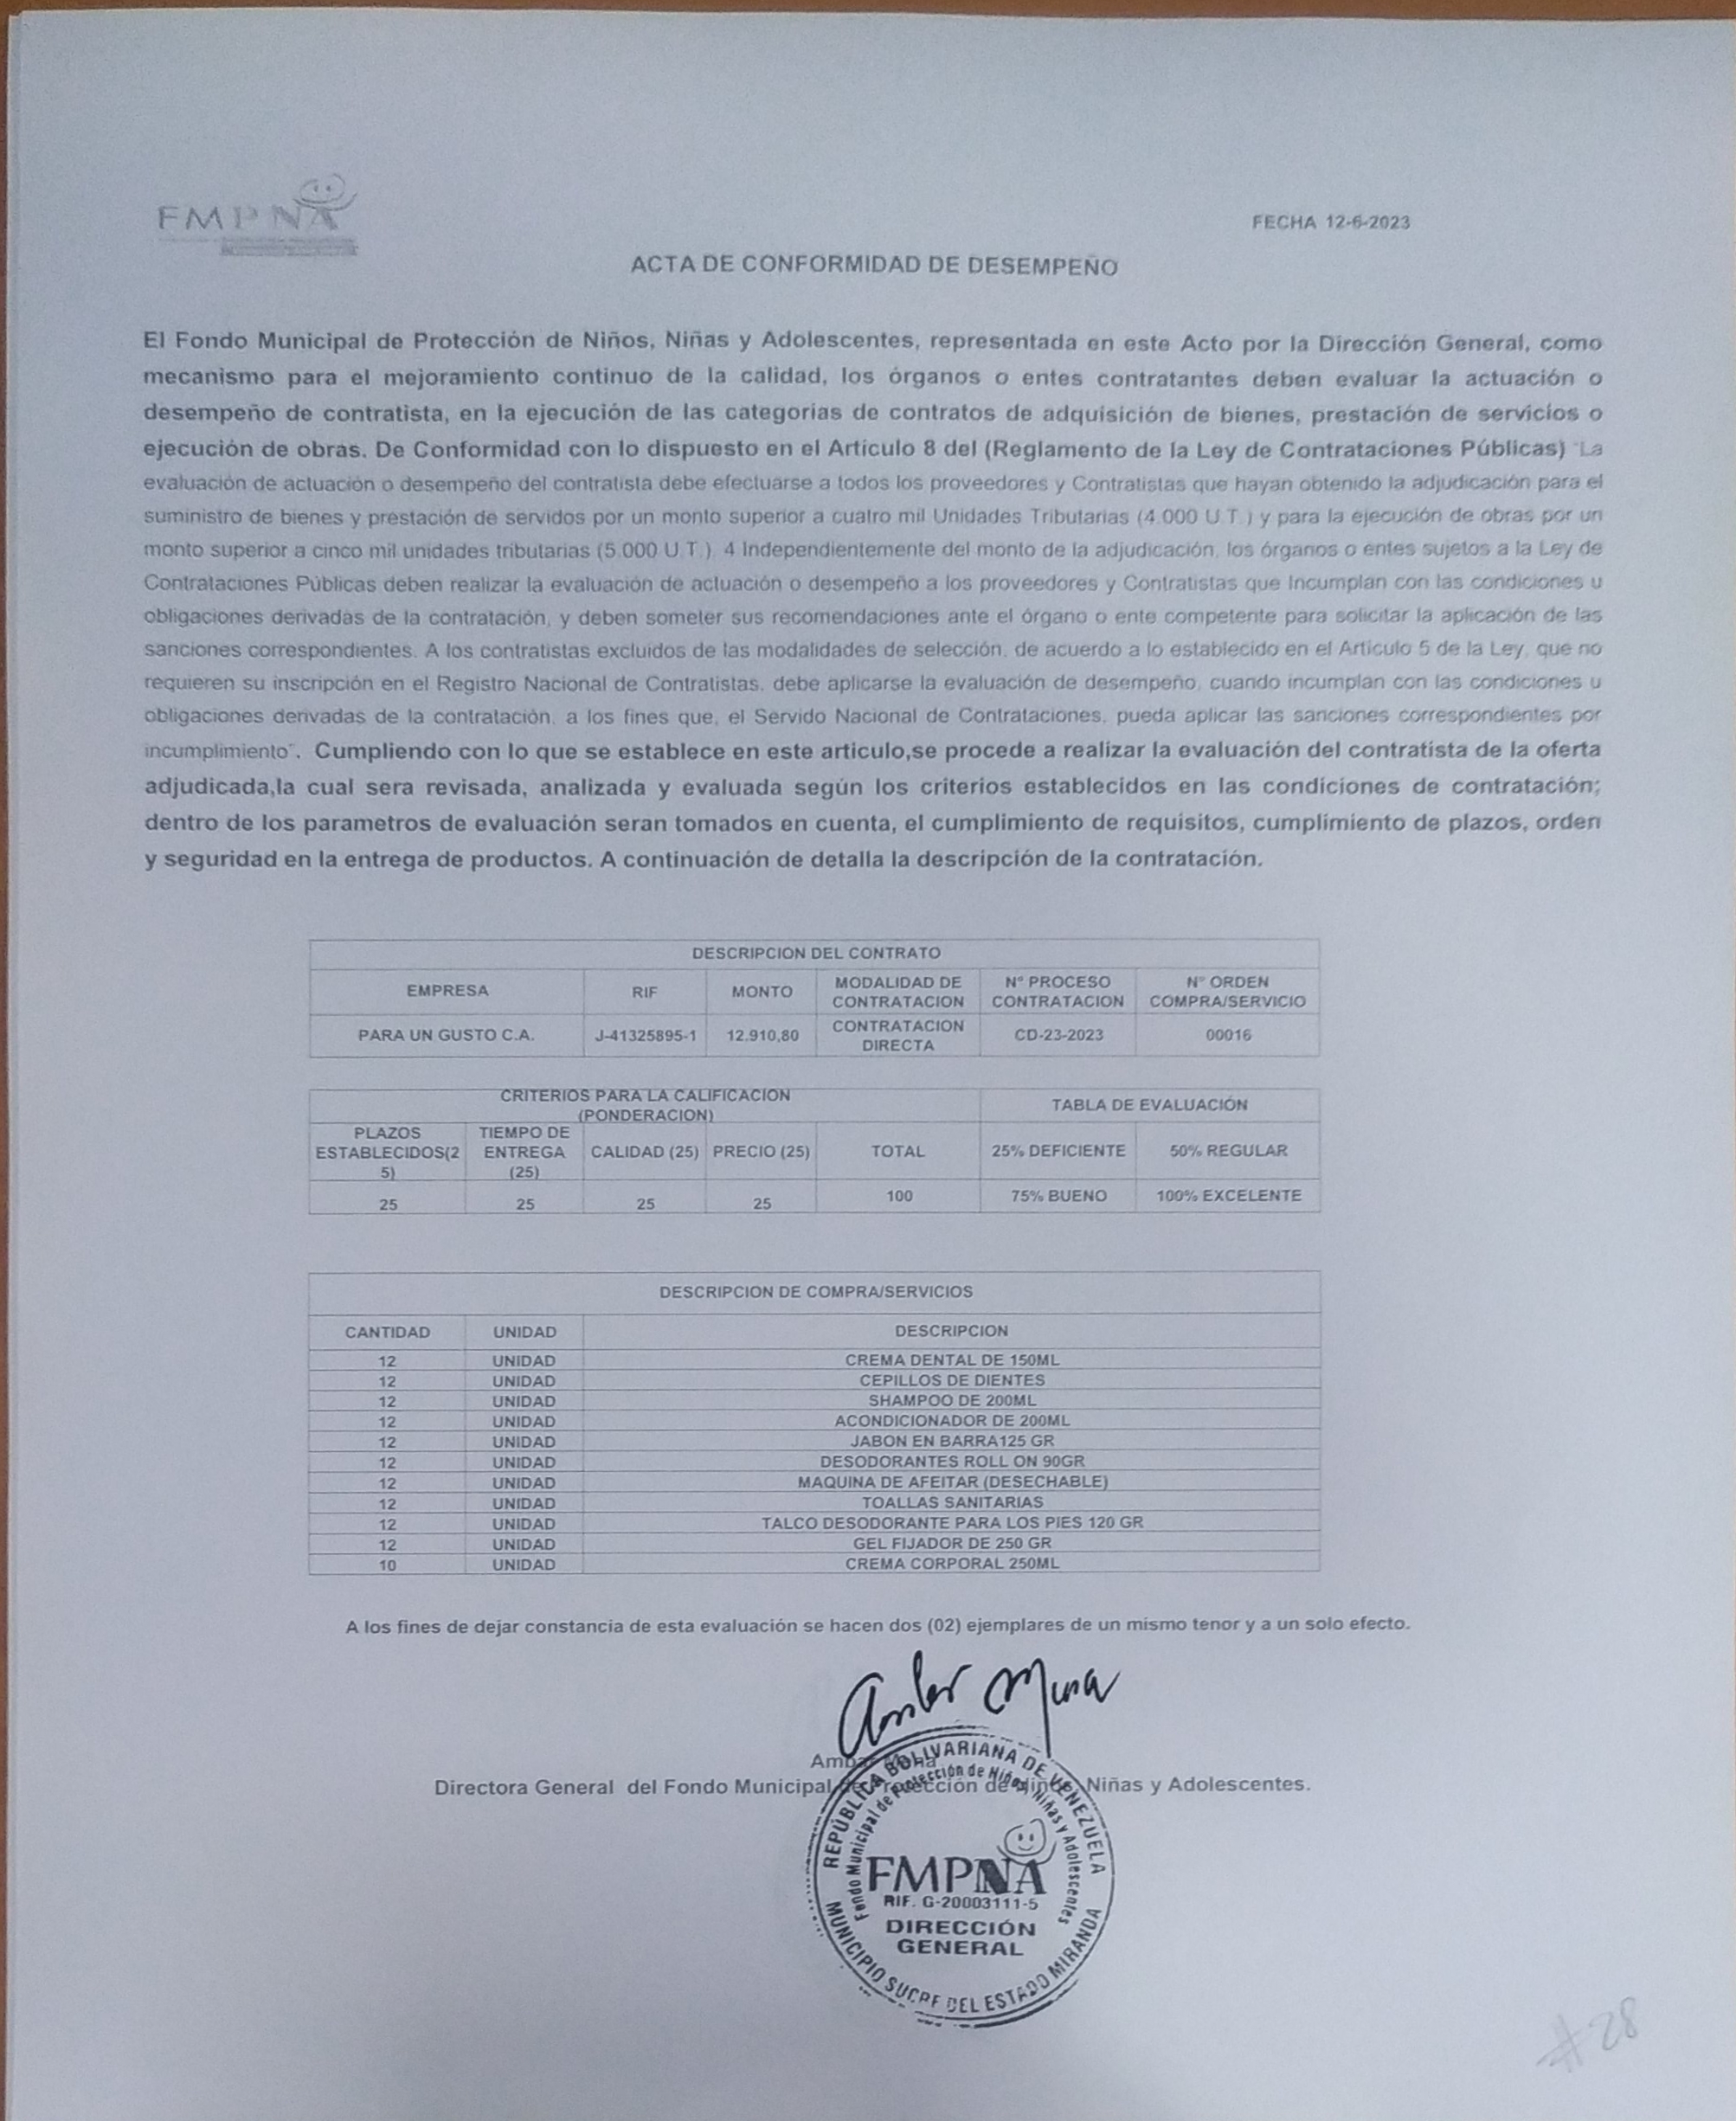 FMPNA
FECHA 12-6-2023
ACTA DE CONFORMIDAD DE DESEMPEÑO
El Fondo Municipal de Protección de Niños, Niñas y Adolescentes, representada en este Acto por la Dirección General, como
mecanismo para el mejoramiento continuo de la calidad, los órganos o entes contratantes deben evaluar la actuación o
desempeño de contratista, en la ejecución de las categorias de contratos de adquisición de bienes, prestación de servicios o
ejecución de obras. De Conformidad con lo dispuesto en el Artículo 8 del (Reglamento de la Ley de Contrataciones Públicas) "La
evaluación de actuación o desempeño del contratista debe efectuarse a todos los proveedores y Contratistas que hayan obtenido la adjudicación para el
suministro de bienes y prestación de servidos por un monto superior a cuatro mil Unidades Tributarias (4.000 U.T.) y para la ejecución de obras por un
monto superior a cinco mil unidades tributarias (5.000 U.T.). 4 Independientemente del monto de la adjudicación, los órganos o entes sujetos a la Ley de
Contrataciones Públicas deben realizar la evaluación de actuación o desempeño a los proveedores y Contratistas que Incumplan con las condiciones u
obligaciones derivadas de la contratación, y deben someter sus recomendaciones ante el órgano o ente competente para solicitar la aplicación de las
sanciones correspondientes. A los contratistas excluidos de las modalidades de selección, de acuerdo a lo establecido en el Artículo 5 de la Ley, que no
requieren su inscripción en el Registro Nacional de Contratistas, debe aplicarse la evaluación de desempeño, cuando incumplan con las condiciones u
obligaciones derivadas de la contratación, a los fines que, el Servido Nacional de Contrataciones, pueda aplicar las sanciones correspondientes por
incumplimiento". Cumpliendo con lo que se establece en este articulo,se procede a realizar la evaluación del contratista de la oferta
adjudicada,la cual sera revisada, analizada y evaluada según los criterios establecidos en las condiciones de contratación;
dentro de los parametros de evaluación seran tomados en cuenta, el cumplimiento de requisitos, cumplimiento de plazos, orden
y seguridad en la entrega de productos. A continuación de detalla la descripción de la contratación.
DESCRIPCION DEL CONTRATO
EMPRESA RIF MONTO MODALIDAD DE CONTRATACION N° PROCESO CONTRATACION N° ORDEN COMPRA/SERVICIO
PARA UN GUSTO C.A. J-41325895-1 12.910,80 CONTRATACION DIRECTA CD-23-2023 00016
CRITERIOS PARA LA CALIFICACION (PONDERACION) TABLA DE EVALUACIÓN
PLAZOS ESTABLECIDOS(25) TIEMPO DE ENTREGA (25) CALIDAD (25) PRECIO (25) TOTAL 25% DEFICIENTE 50% REGULAR
25 25 25 25 100 75% BUENO 100% EXCELENTE
DESCRIPCION DE COMPRA/SERVICIOS
CANTIDAD UNIDAD DESCRIPCION
12 UNIDAD CREMA DENTAL DE 150ML
12 UNIDAD CEPILLOS DE DIENTES
12 UNIDAD SHAMPOO DE 200ML
12 UNIDAD ACONDICIONADOR DE 200ML
12 UNIDAD JABON EN BARRA125 GR
12 UNIDAD DESODORANTES ROLL ON 90GR
12 UNIDAD MAQUINA DE AFEITAR (DESECHABLE)
12 UNIDAD TOALLAS SANITARIAS
12 UNIDAD TALCO DESODORANTE PARA LOS PIES 120 GR
12 UNIDAD GEL FIJADOR DE 250 GR
10 UNIDAD CREMA CORPORAL 250ML
A los fines de dejar constancia de esta evaluación se hacen dos (02) ejemplares de un mismo tenor y a un solo efecto.
Directora General del Fondo Municipal de Protección de Niños, Niñas y Adolescentes.
REPÚBLICA BOLIVARIANA DE VENEZUELA
Fondo Municipal de Protección de Niños, Niñas y Adolescentes
FMPNA
RIF. G-20003111-5
DIRECCIÓN
GENERAL
MUNICIPIO SUCRE DEL ESTADO MIRANDA
#28